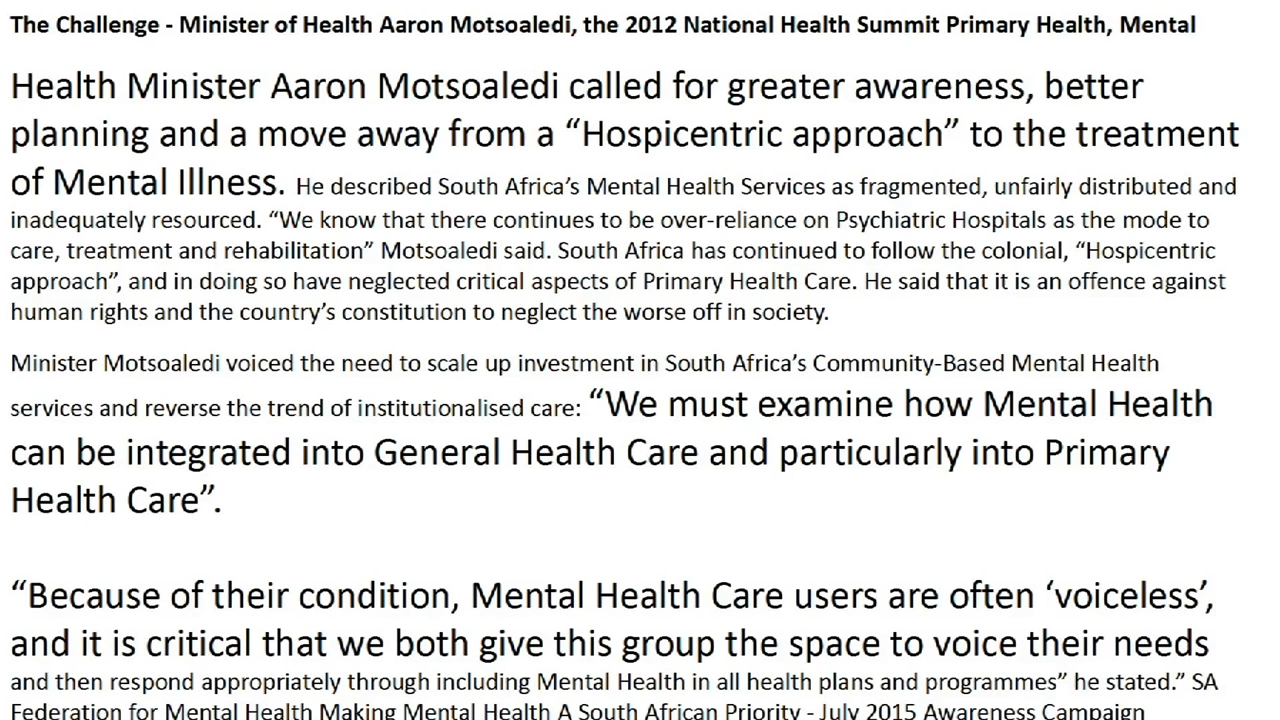 The Challenge - Minister of Health Aaron Motsoaledi, the 2012 National Health Summit Primary Health, Mental
Health Minister Aaron Motsoaledi called for greater awareness, better
planning and a move away from a “Hospicentric approach” to the treatment
of Mental Illness. He described South Africa’s Mental Health Services as fragmented, unfairly distributed and
inadequately resourced. “We know that there continues to be over-reliance on Psychiatric Hospitals as the mode to
care, treatment and rehabilitation” Motsoaledi said. South Africa has continued to follow the colonial, “Hospicentric
approach”, and in doing so have neglected critical aspects of Primary Health Care. He said that it is an offence against
human rights and the country’s constitution to neglect the worse off in society.
Minister Motsoaledi voiced the need to scale up investment in South Africa’s Community-Based Mental Health
services and reverse the trend of institutionalised care: “We must examine how Mental Health
can be integrated into General Health Care and particularly into Primary
Health Care”.
“Because of their condition, Mental Health Care users are often ‘voiceless’,
and it is critical that we both give this group the space to voice their needs
and then respond appropriately through including Mental Health in all health plans and programmes” he stated.” SA
Federation for Mental Health Making Mental Health A South African Priority - July 2015 Awareness Campaign